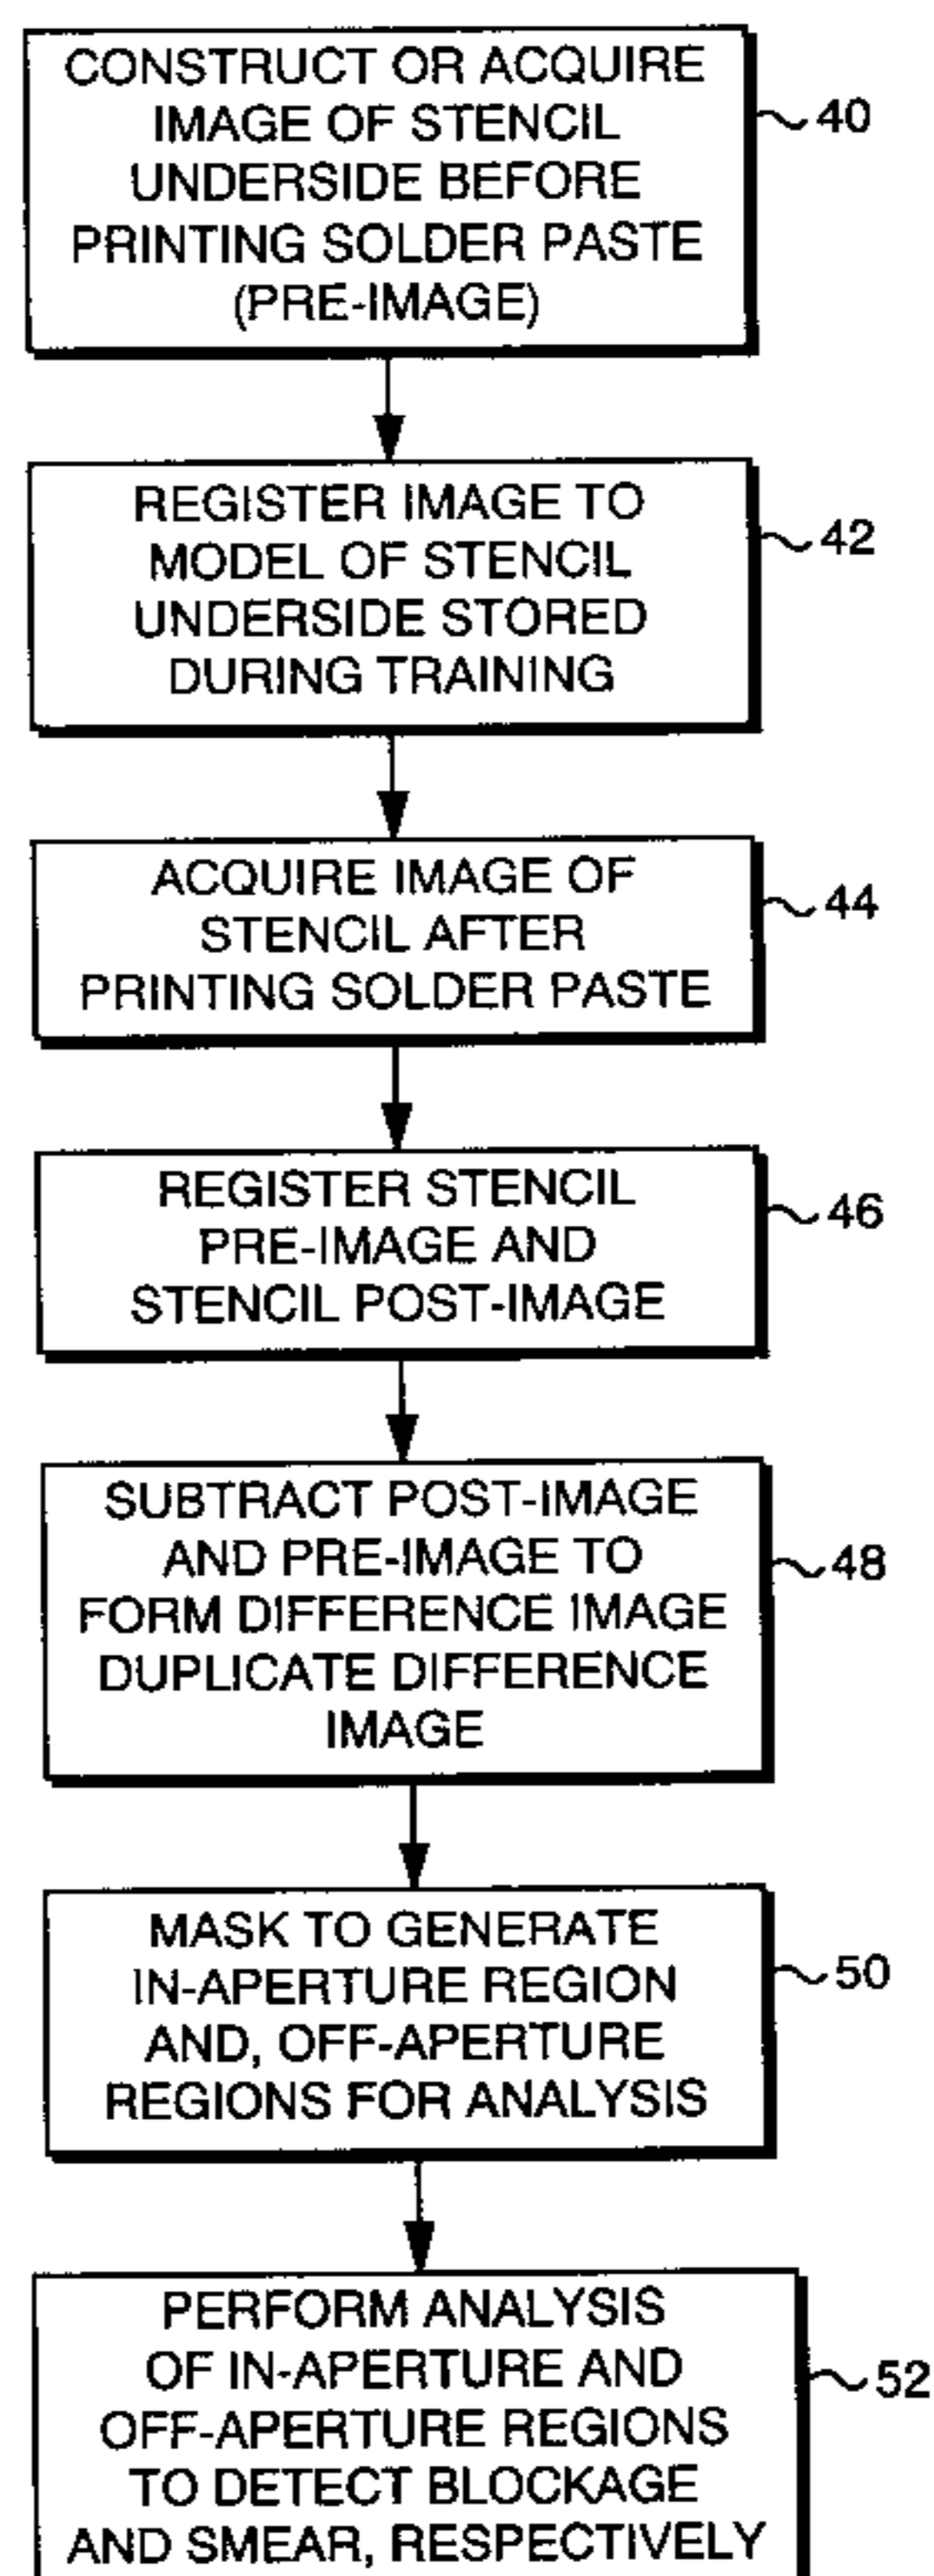 CONSTRUCT OR ACQUIRE
IMAGE OF STENCIL
UNDERSIDE BEFORE
PRINTING SOLDER PASTE
(PRE-IMAGE)
40
REGISTER IMAGE TO
MODEL OF STENCIL
UNDERSIDE STORED
DURING TRAINING
42
ACQUIRE IMAGE OF
STENCIL AFTER
PRINTING SOLDER PASTE
44
REGISTER STENCIL
PRE-IMAGE AND
STENCIL POST-IMAGE
46
SUBTRACT POST-IMAGE
AND PRE-IMAGE TO
FORM DIFFERENCE IMAGE
DUPLICATE DIFFERENCE
IMAGE
48
MASK TO GENERATE
IN-APERTURE REGION
AND, OFF-APERTURE
REGIONS FOR ANALYSIS
50
PERFORM ANALYSIS
OF IN-APERTURE AND
OFF-APERTURE REGIONS
TO DETECT BLOCKAGE
AND SMEAR, RESPECTIVELY
52